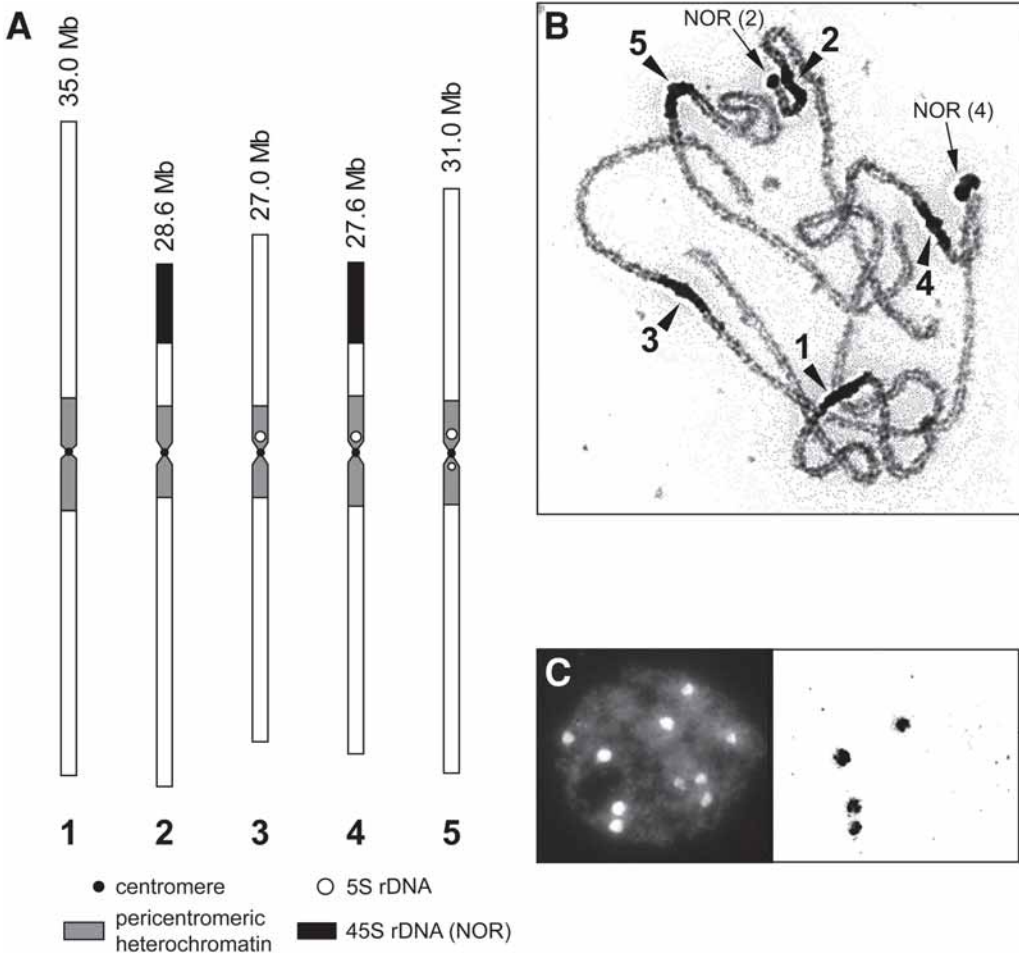 A
35.0 Mb
28.6 Mb
27.0 Mb
27.6 Mb
31.0 Mb
1
2
3
4
5
centromere
5S rDNA
pericentromeric
heterochromatin
45S rDNA (NOR)
B
NOR (2)
5
2
NOR (4)
4
3
1
C